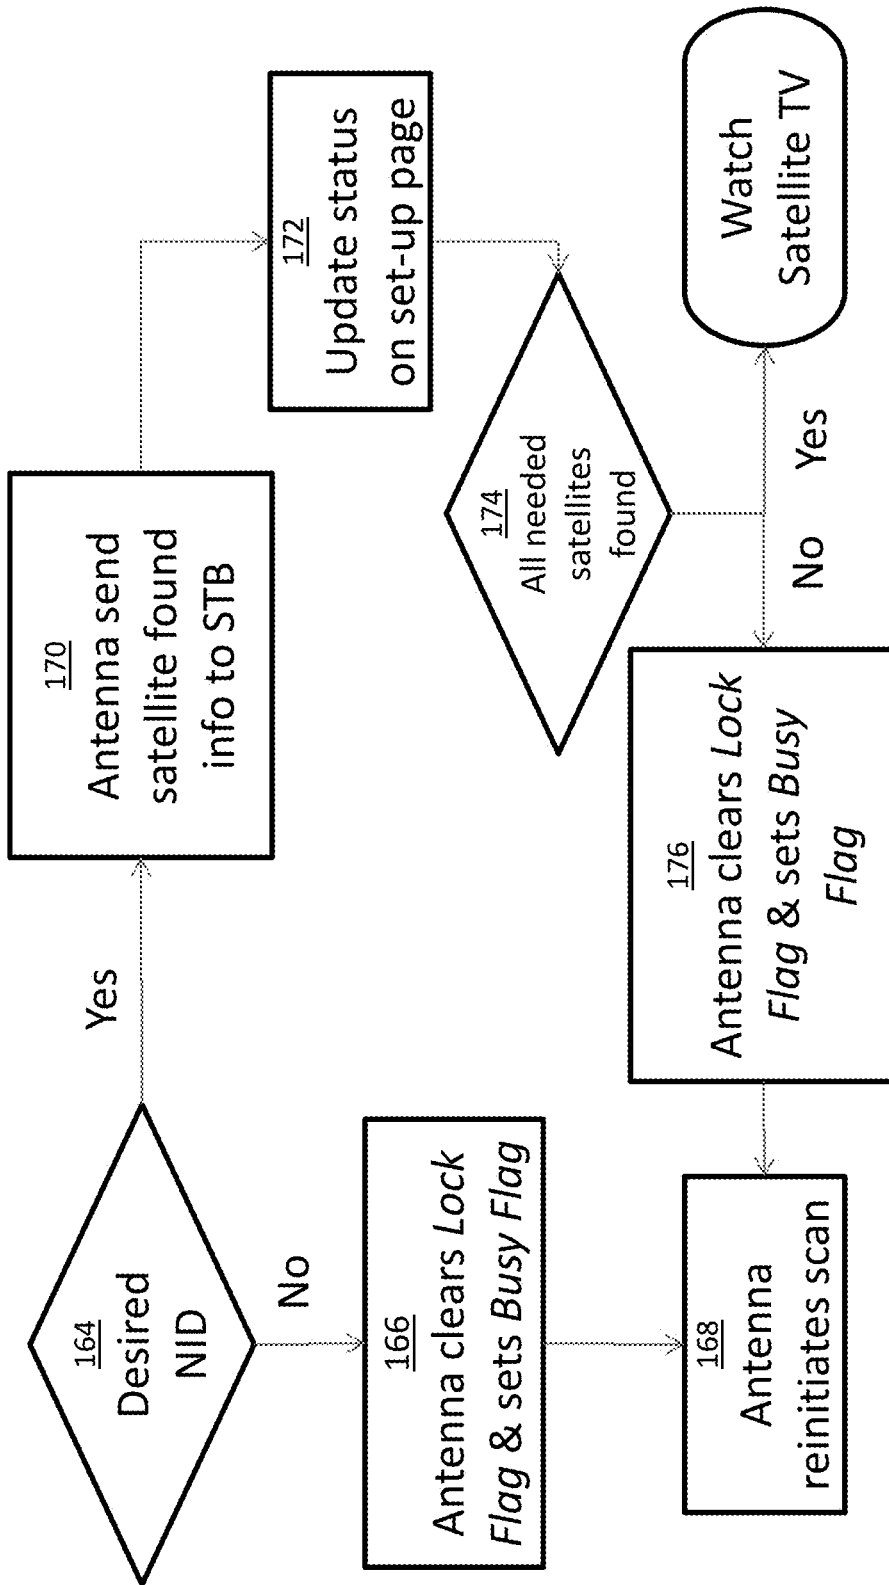 164
Desired
NID
Yes
170
Antenna send
satellite found
info to STB
172
Update status
on set-up page
No
166
Antenna clears Lock
Flag & sets Busy Flag
174
All needed
satellites
found
168
Antenna
reinitiates scan
176
Antenna clears Lock
Flag & sets Busy
Flag
No
Yes
Watch
Satellite TV